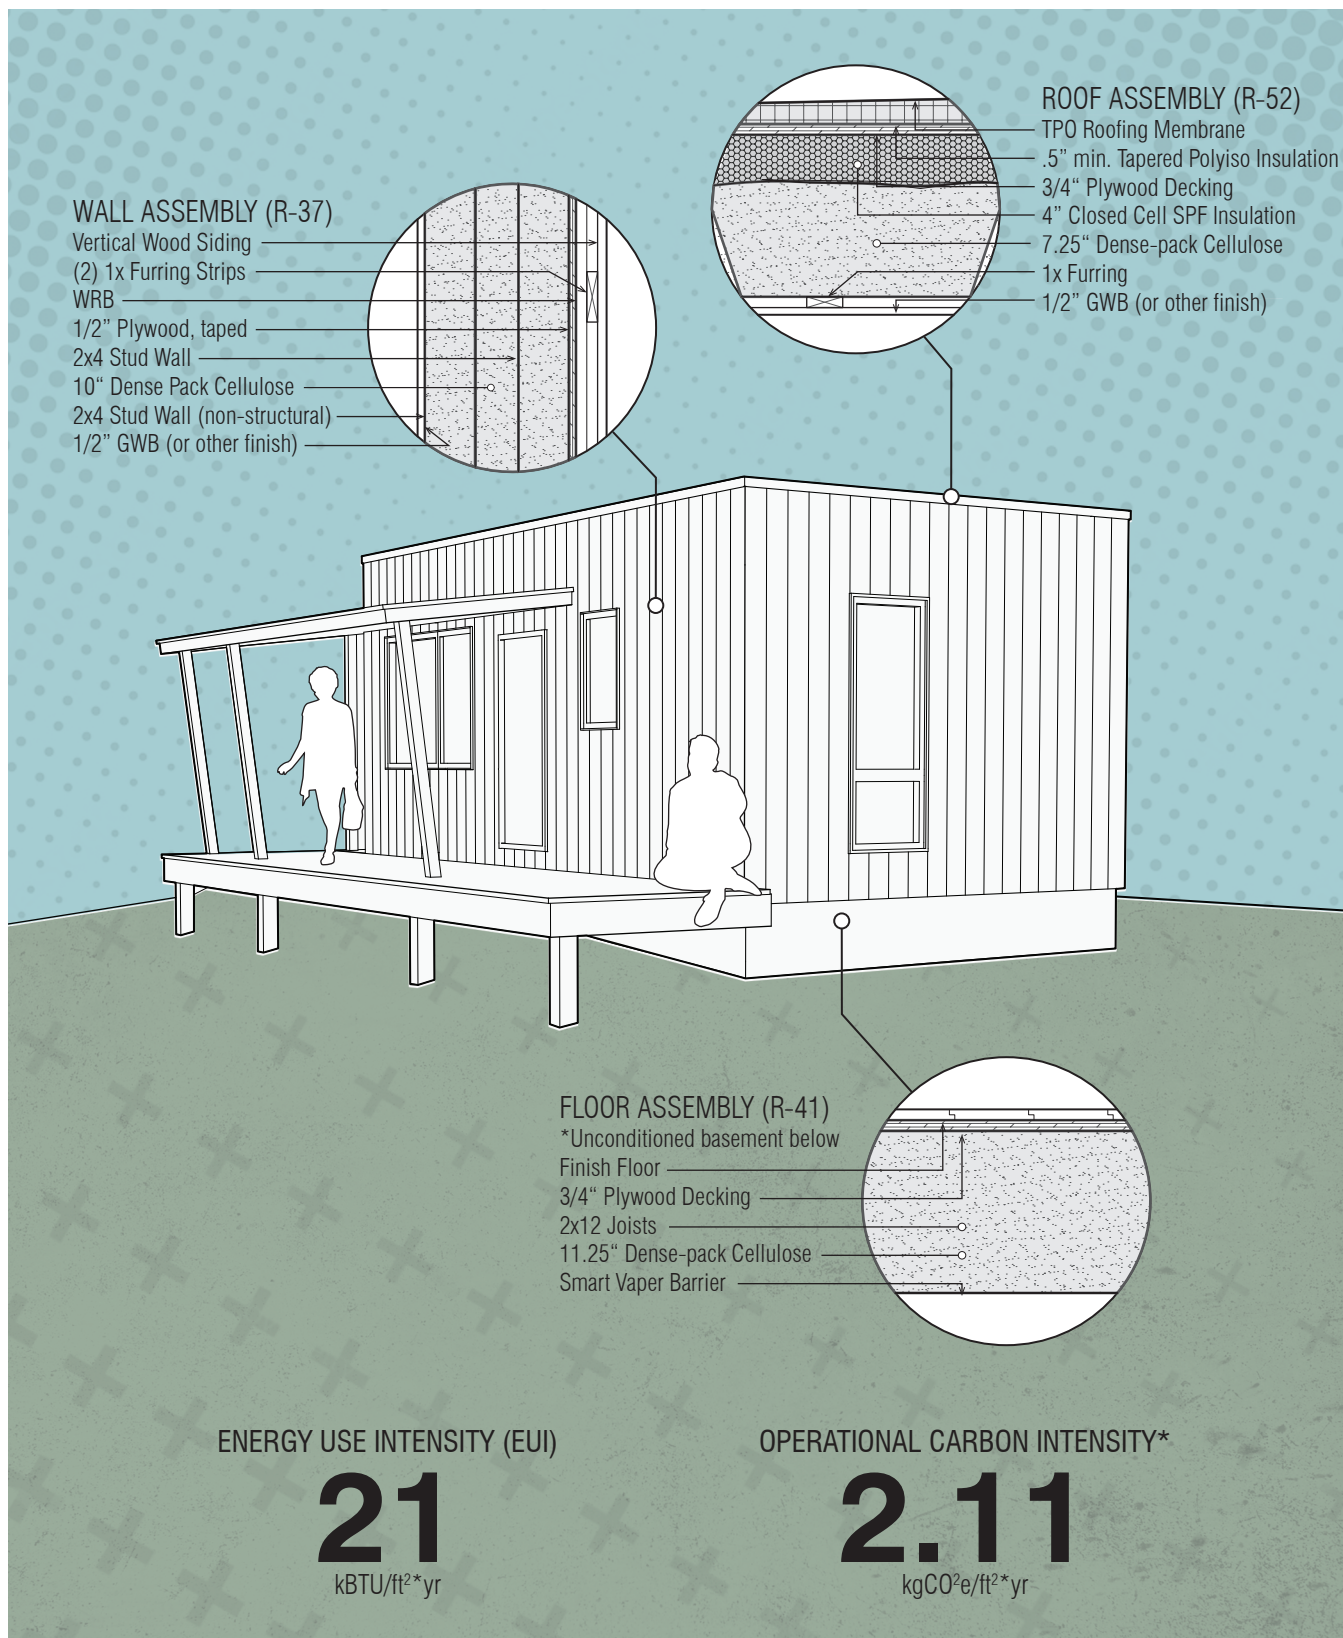 ROOF ASSEMBLY (R-52)
TPO Roofing Membrane
.5” min. Tapered Polyiso Insulation
3/4“ Plywood Decking
4” Closed Cell SPF Insulation
7.25“ Dense-pack Cellulose
1x Furring
1/2” GWB (or other finish)
WALL ASSEMBLY (R-37)
Vertical Wood Siding
(2) 1x Furring Strips
WRB
1/2” Plywood, taped
2x4 Stud Wall
10“ Dense Pack Cellulose
2x4 Stud Wall (non-structural)
1/2” GWB (or other finish)
FLOOR ASSEMBLY (R-41)
*Unconditioned basement below
Finish Floor
3/4“ Plywood Decking
2x12 Joists
11.25“ Dense-pack Cellulose
Smart Vaper Barrier
ENERGY USE INTENSITY (EUI)
21
kBTU/ft²*yr
OPERATIONAL CARBON INTENSITY*
2.11
kgCO²e/ft²*yr